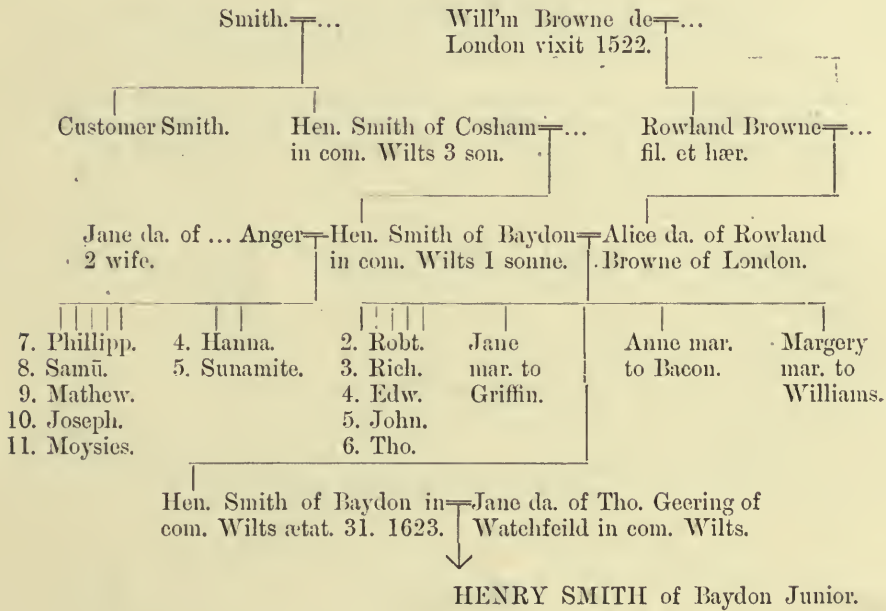 Smith.=... Will'm Browne de=...
London vixit 1522.
Customer Smith. Hen. Smith of Cosham=... Rowland Browne=...
in com. Wilts 3 son. fil. et hær.
Jane da. of ... Anger=Hen. Smith of Baydon=Alice da. of Rowland
2 wife. in com. Wilts 1 sonne. Browne of London.
7. Phillipp. 4. Hanna. 2. Robt. Jane Anne mar. Margery
8. Samū. 5. Sunamite. 3. Rich. mar. to to Bacon. mar. to
9. Mathew. 4. Edw. Griffin. Williams.
10. Joseph. 5. John.
11. Moysies. 6. Tho.
Hen. Smith of Baydon in=Jane da. of Tho. Geering of
com. Wilts ætat. 31. 1623. Watchfeild in com. Wilts.
HENRY SMITH of Baydon Junior.